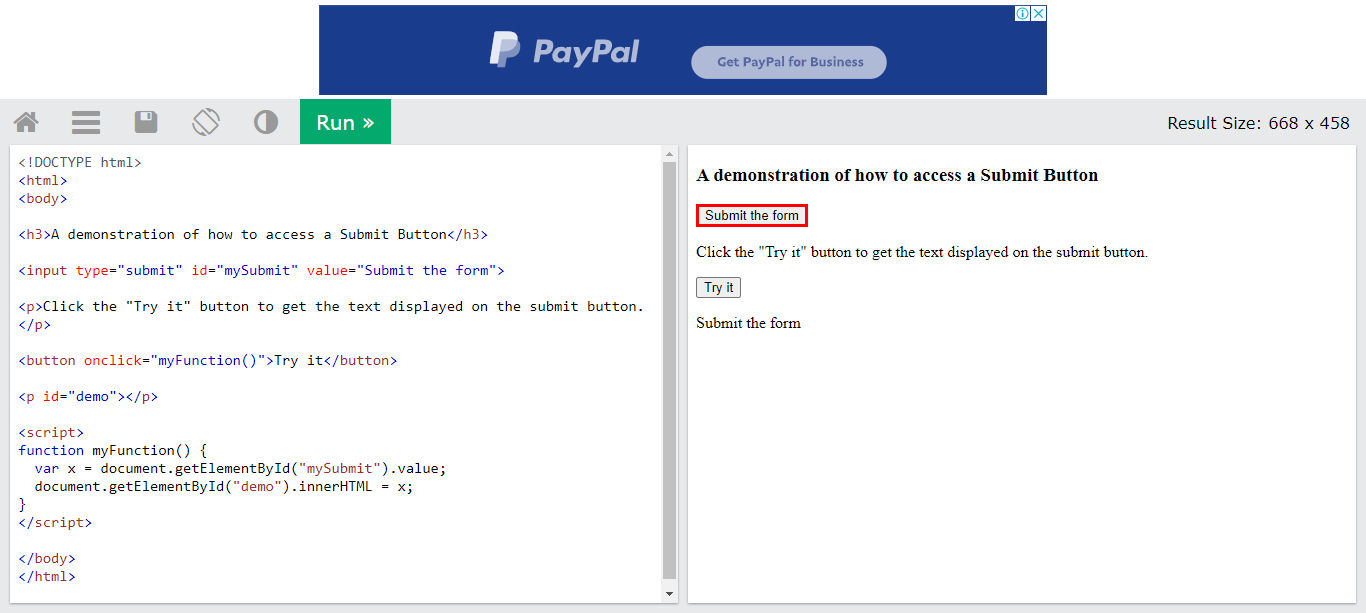 PayPal
Get PayPal for Business
Run »
Result Size: 668 x 458
<!DOCTYPE html>
<html>
<body>
<h3>A demonstration of how to access a Submit Button</h3>
<input type="submit" id="mySubmit" value="Submit the form">
<p>Click the "Try it" button to get the text displayed on the submit button.
</p>
<button onclick="myFunction()">Try it</button>
<p id="demo"></p>
<script>
function myFunction() {
  var x = document.getElementById("mySubmit").value;
  document.getElementById("demo").innerHTML = x;
}
</script>
</body>
</html>
A demonstration of how to access a Submit Button
Submit the form
Click the "Try it" button to get the text displayed on the submit button.
Try it
Submit the form